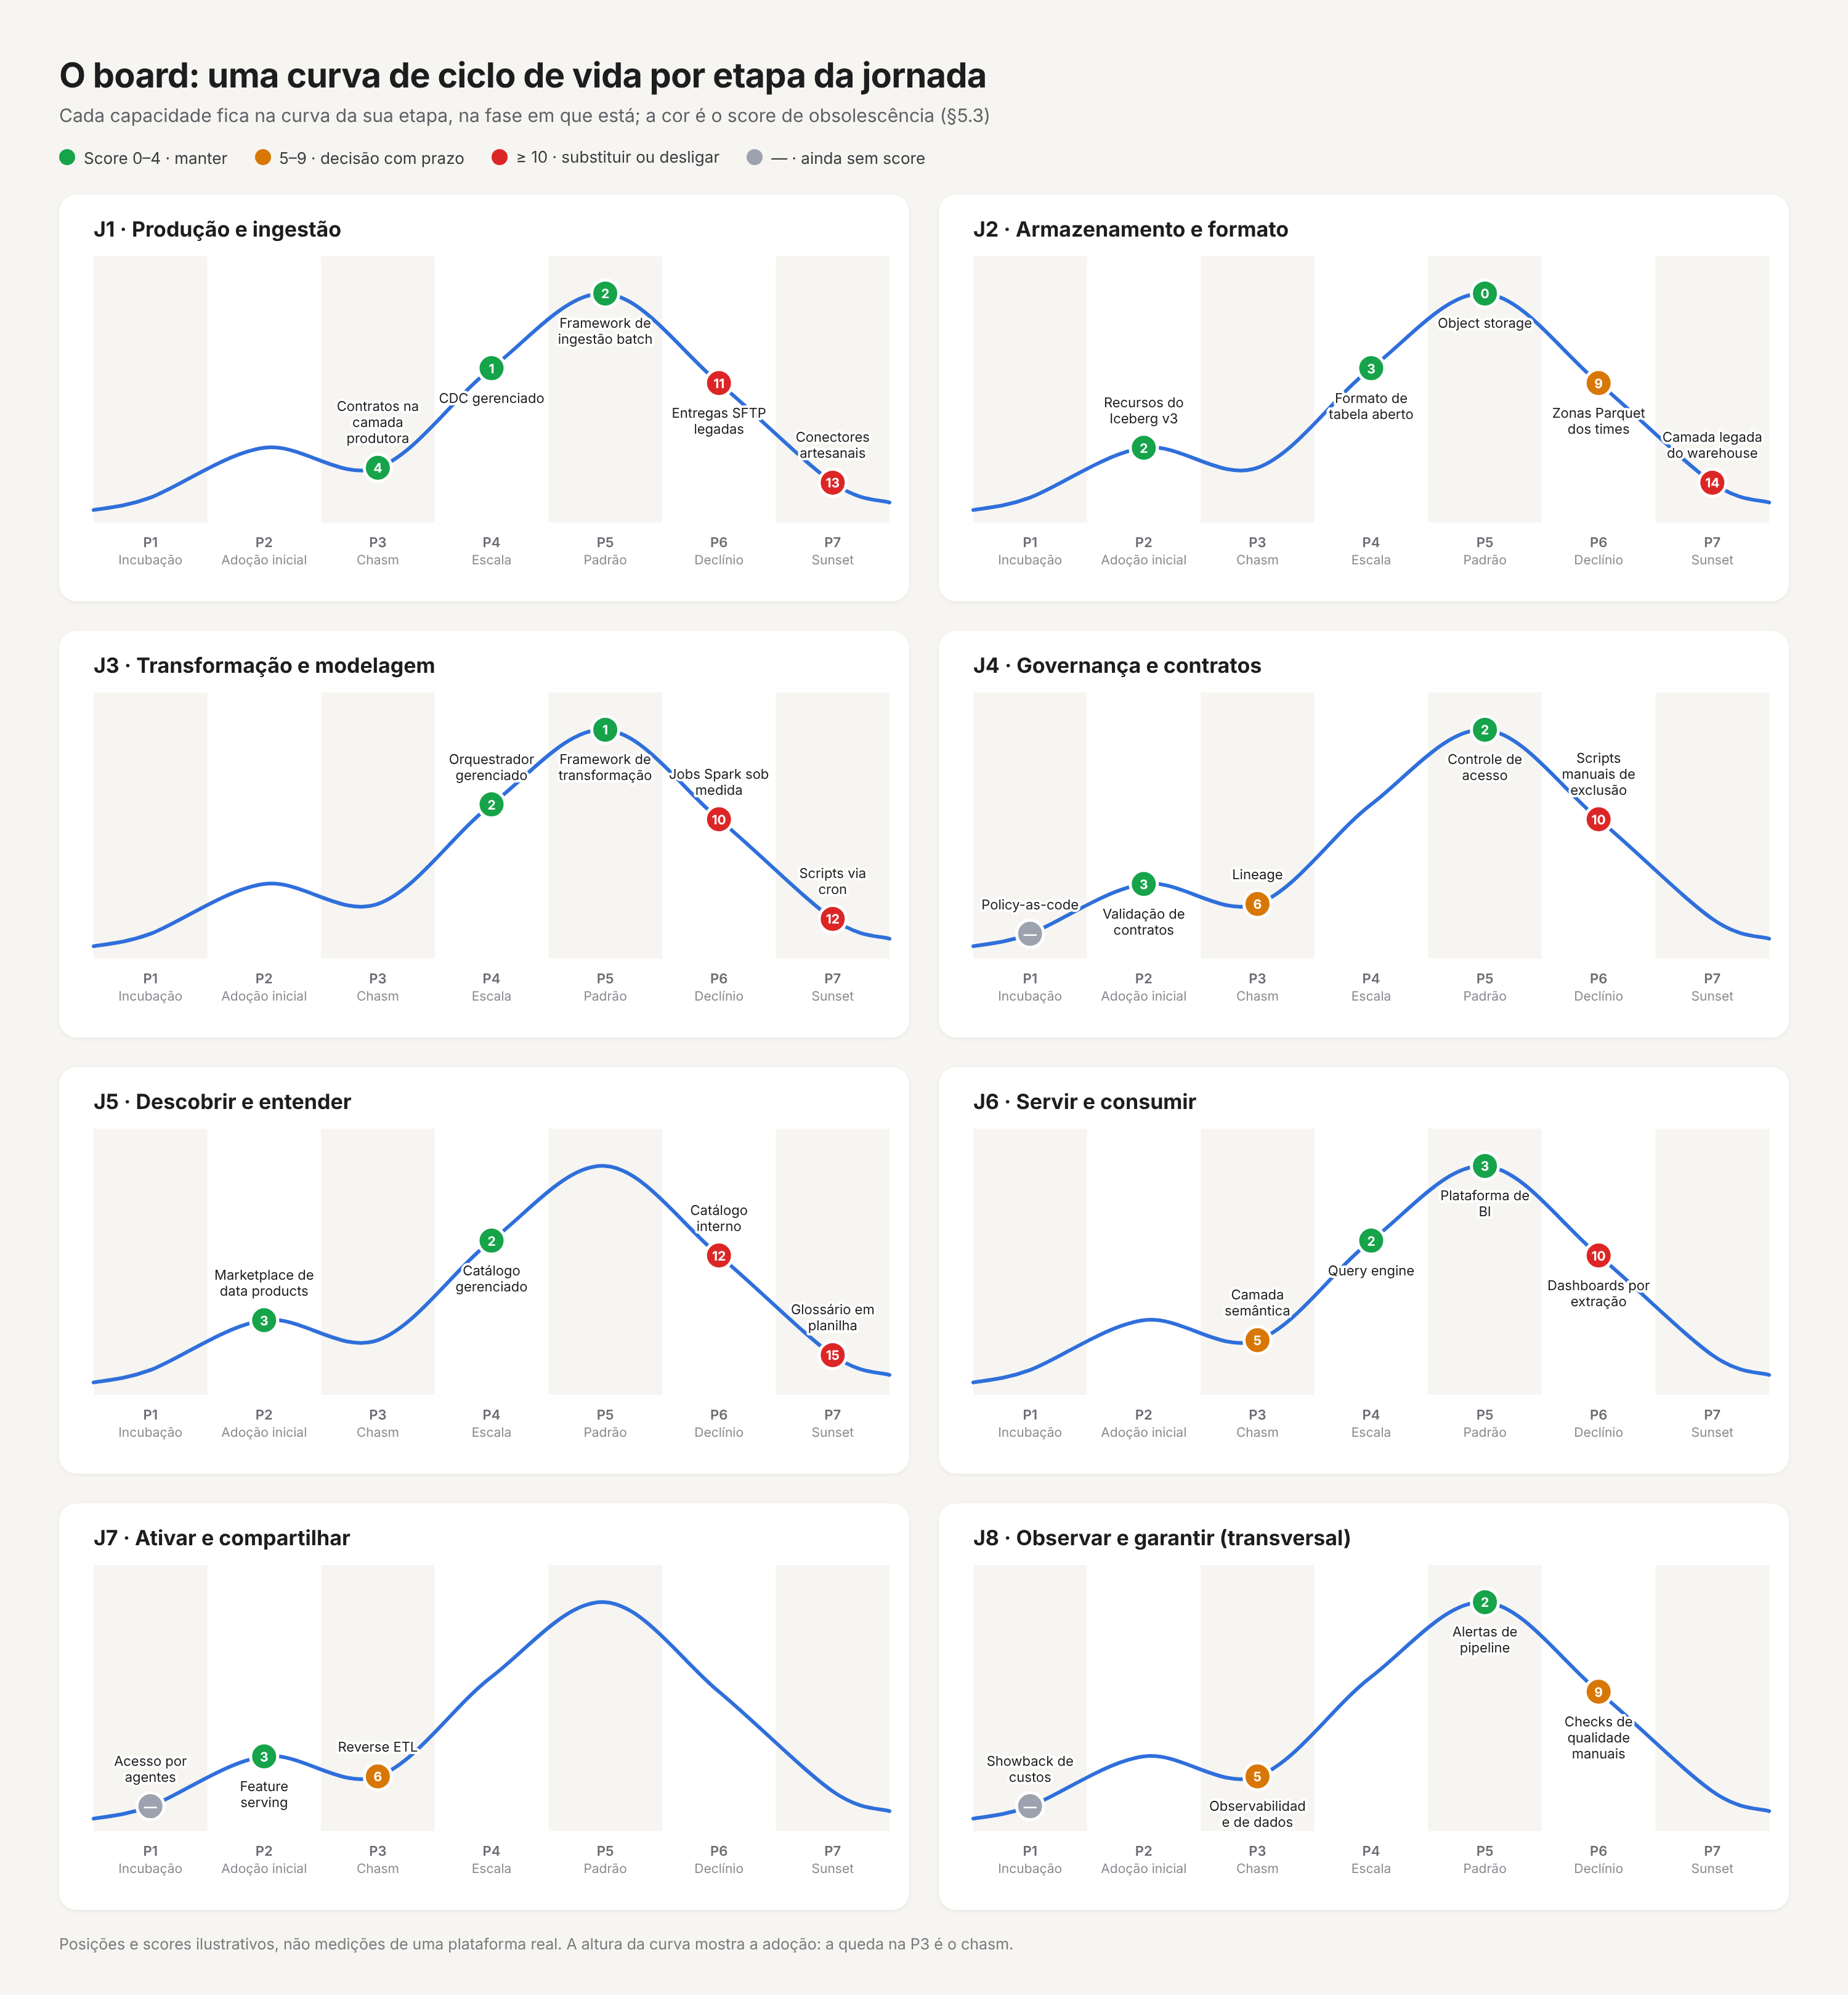 O board: uma curva de ciclo de vida por etapa da jornada
Cada capacidade fica na curva da sua etapa, na fase em que está; a cor é o score de obsolescência (§5.3)
Score 0–4 · manter
5–9 · decisão com prazo
≥ 10 · substituir ou desligar
— · ainda sem score
J1 · Produção e ingestão
2
Framework de
ingestão batch
1
CDC gerenciado
11
Entregas SFTP
legadas
Contratos na
camada
produtora
4
Conectores
artesanais
13
P1
Incubação
P2
Adoção inicial
P3
Chasm
P4
Escala
P5
Padrão
P6
Declínio
P7
Sunset
J2 · Armazenamento e formato
0
Object storage
3
Formato de
tabela aberto
9
Zonas Parquet
dos times
Recursos do
Iceberg v3
2
Camada legada
do warehouse
14
P1
Incubação
P2
Adoção inicial
P3
Chasm
P4
Escala
P5
Padrão
P6
Declínio
P7
Sunset
J3 · Transformação e modelagem
1
Framework de
transformação
Orquestrador
gerenciado
2
Jobs Spark sob
medida
10
Scripts via
cron
12
P1
Incubação
P2
Adoção inicial
P3
Chasm
P4
Escala
P5
Padrão
P6
Declínio
P7
Sunset
J4 · Governança e contratos
2
Controle de
acesso
Scripts
manuais de
exclusão
10
Policy-as-code
—
3
Validação de
contratos
Lineage
6
P1
Incubação
P2
Adoção inicial
P3
Chasm
P4
Escala
P5
Padrão
P6
Declínio
P7
Sunset
J5 · Descobrir e entender
Marketplace de
data products
3
2
Catálogo
gerenciado
Catálogo
interno
12
Glossário em
planilha
15
P1
Incubação
P2
Adoção inicial
P3
Chasm
P4
Escala
P5
Padrão
P6
Declínio
P7
Sunset
J6 · Servir e consumir
3
Plataforma de
BI
2
Query engine
10
Dashboards por
extração
Camada
semântica
5
P1
Incubação
P2
Adoção inicial
P3
Chasm
P4
Escala
P5
Padrão
P6
Declínio
P7
Sunset
J7 · Ativar e compartilhar
Acesso por
agentes
—
3
Feature
serving
Reverse ETL
6
P1
Incubação
P2
Adoção inicial
P3
Chasm
P4
Escala
P5
Padrão
P6
Declínio
P7
Sunset
J8 · Observar e garantir (transversal)
2
Alertas de
pipeline
9
Checks de
qualidade
manuais
Showback de
custos
—
5
Observabilidad
e de dados
P1
Incubação
P2
Adoção inicial
P3
Chasm
P4
Escala
P5
Padrão
P6
Declínio
P7
Sunset
Posições e scores ilustrativos, não medições de uma plataforma real. A altura da curva mostra a adoção: a queda na P3 é o chasm.